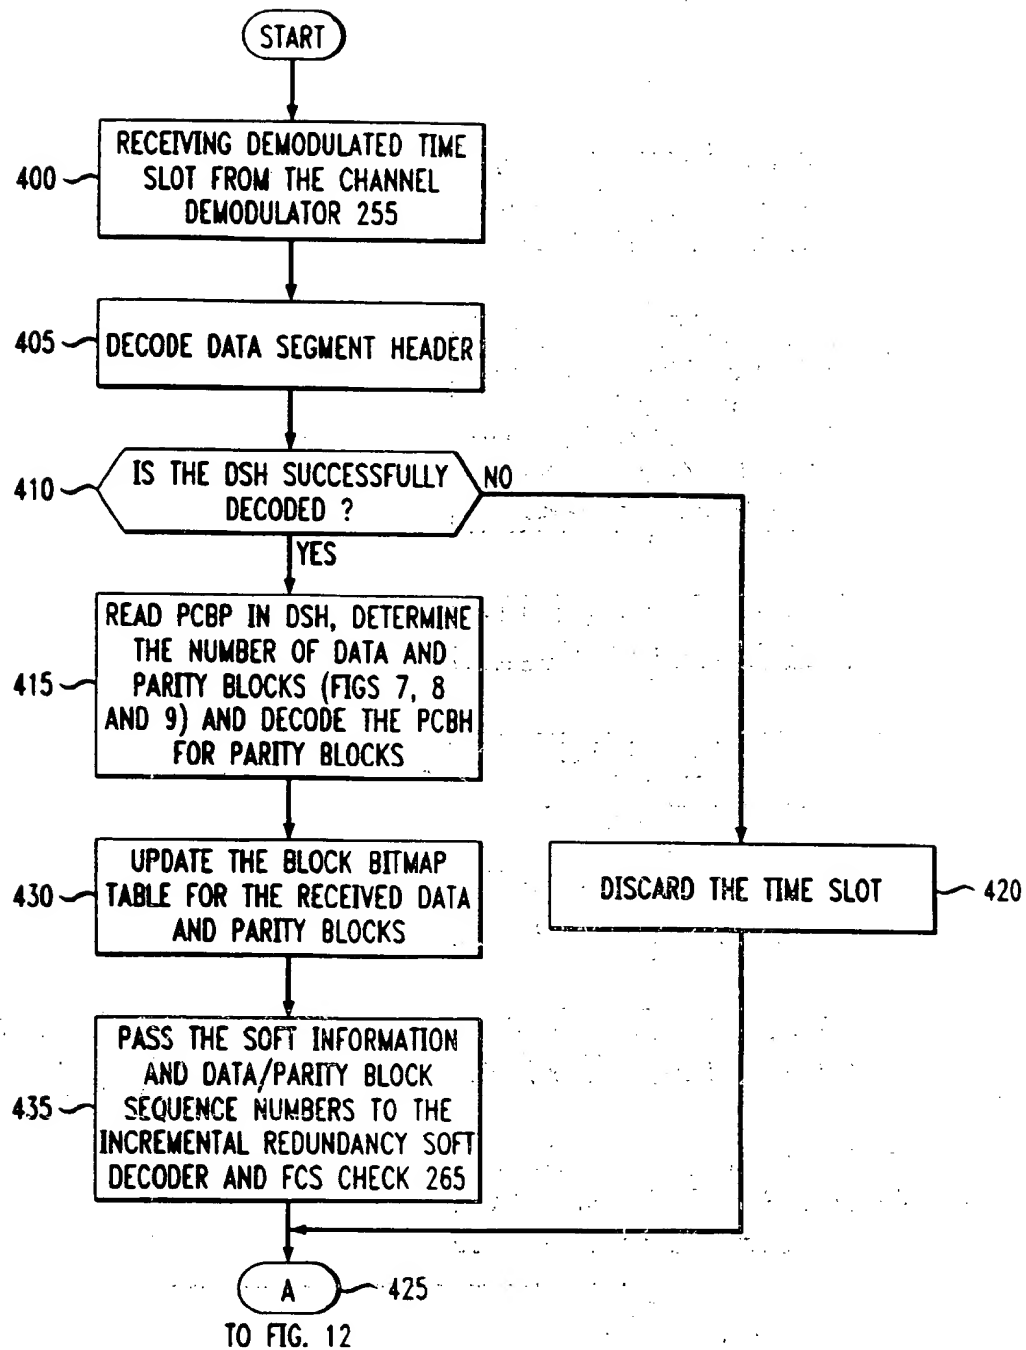 START
RECEIVING DEMODULATED TIME
SLOT FROM THE CHANNEL
DEMODULATOR 255
400
DECODE DATA SEGMENT HEADER
405
IS THE DSH SUCCESSFULLY
DECODED ?
410
NO
YES
READ PCBP IN DSH, DETERMINE
THE NUMBER OF DATA AND
PARITY BLOCKS (FIGS 7, 8
AND 9) AND DECODE THE PCBH
FOR PARITY BLOCKS
415
UPDATE THE BLOCK BITMAP
TABLE FOR THE RECEIVED DATA
AND PARITY BLOCKS
430
DISCARD THE TIME SLOT
420
PASS THE SOFT INFORMATION
AND DATA/PARITY BLOCK
SEQUENCE NUMBERS TO THE
INCREMENTAL REDUNDANCY SOFT
DECODER AND FCS CHECK 265
435
A
425
TO FIG. 12